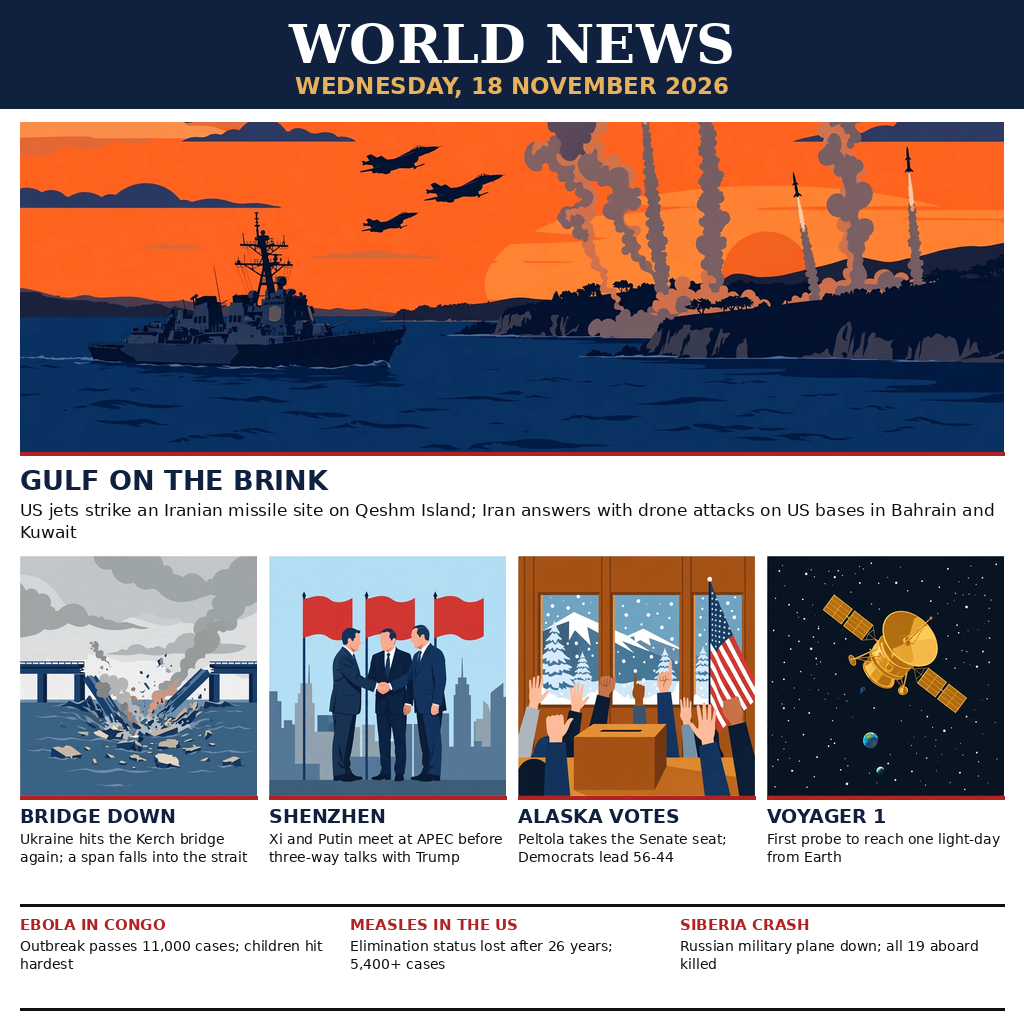 WORLD NEWS
WEDNESDAY, 18 NOVEMBER 2026
GULF ON THE BRINK
US jets strike an Iranian missile site on Qeshm Island; Iran answers with drone attacks on US bases in Bahrain and
Kuwait
BRIDGE DOWN
Ukraine hits the Kerch bridge
again; a span falls into the strait
SHENZHEN
Xi and Putin meet at APEC before
three-way talks with Trump
ALASKA VOTES
Peltola takes the Senate seat;
Democrats lead 56-44
VOYAGER 1
First probe to reach one light-day
from Earth
EBOLA IN CONGO
Outbreak passes 11,000 cases; children hit
hardest
MEASLES IN THE US
Elimination status lost after 26 years;
5,400+ cases
SIBERIA CRASH
Russian military plane down; all 19 aboard
killed